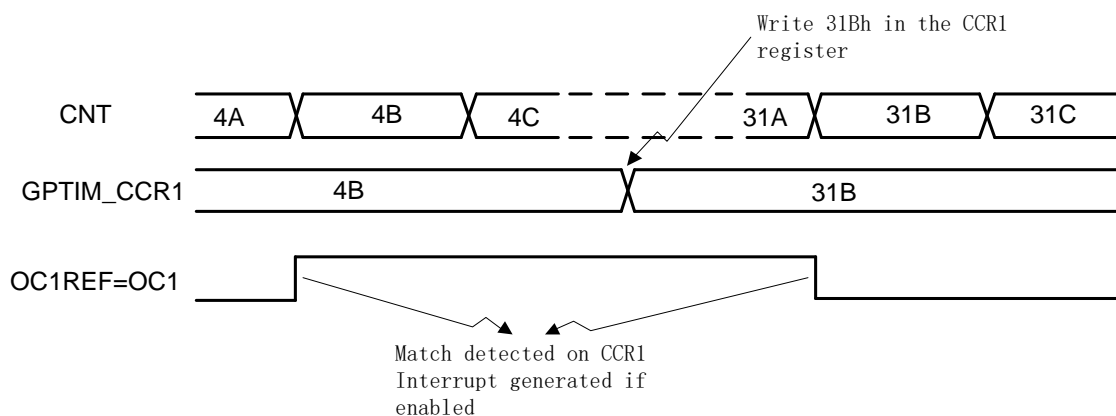 Write 31Bh in the CCR1
register
CNT
4A
4B
4C
31A
31B
31C
GPTIM_CCR1
4B
31B
OC1REF=OC1
Match detected on CCR1
Interrupt generated if
enabled